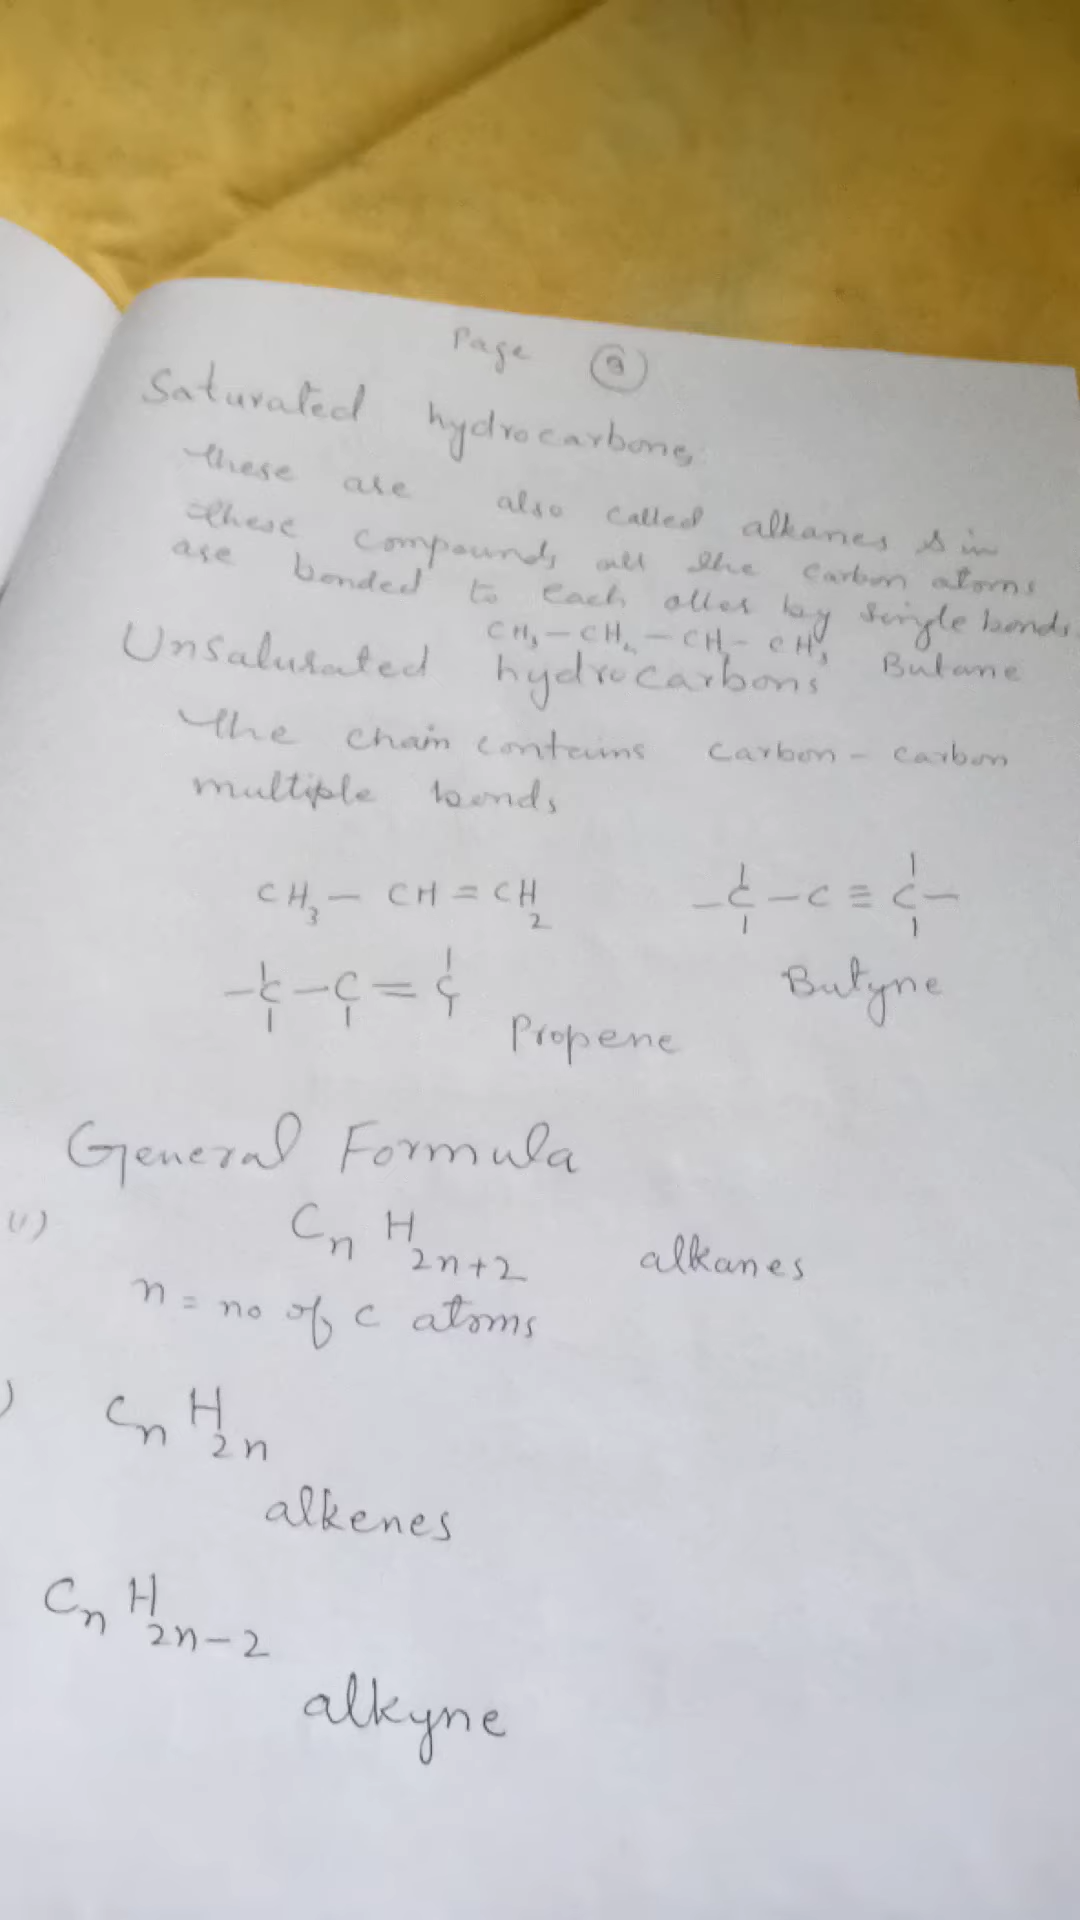 Page 9
Saturated hydrocarbons
These are also called alkanes & in
these compounds all the carbon atoms
are bonded to each other by single bonds
CH₃-CH₂-CH₂-CH₃ Butane
Unsaturated hydrocarbons
The chain contains carbon-carbon
multiple bonds
CH₃-CH=CH₂
-C-C≡C-
Butyne
-C-C=C
Propene
General Formula
(1) CnH2n+2 alkanes
n = no of c atoms
) CnH2n
alkenes
CnH2n-2
alkyne